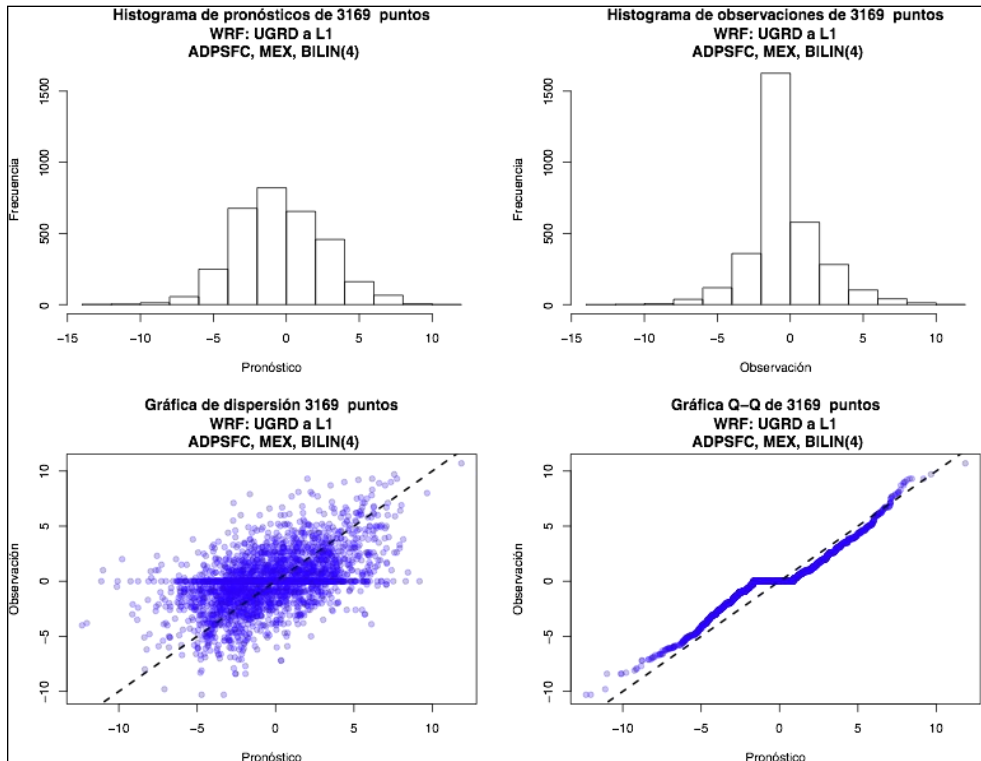 Histograma de pronósticos de 3169 puntos
WRF: UGRD a L1
ADPSFC, MEX, BILIN(4)
Frecuencia
0
500
1000
1500
−15
−10
−5
0
5
10
Pronóstico
Histograma de observaciones de 3169 puntos
WRF: UGRD a L1
ADPSFC, MEX, BILIN(4)
Frecuencia
0
500
1000
1500
−15
−10
−5
0
5
10
Observación
Gráfica de dispersión 3169 puntos
WRF: UGRD a L1
ADPSFC, MEX, BILIN(4)
Observación
−10
−5
0
5
10
−10
−5
0
5
10
Pronóstico
Gráfica Q−Q de 3169 puntos
WRF: UGRD a L1
ADPSFC, MEX, BILIN(4)
Observación
−10
−5
0
5
10
−10
−5
0
5
10
Pronóstico